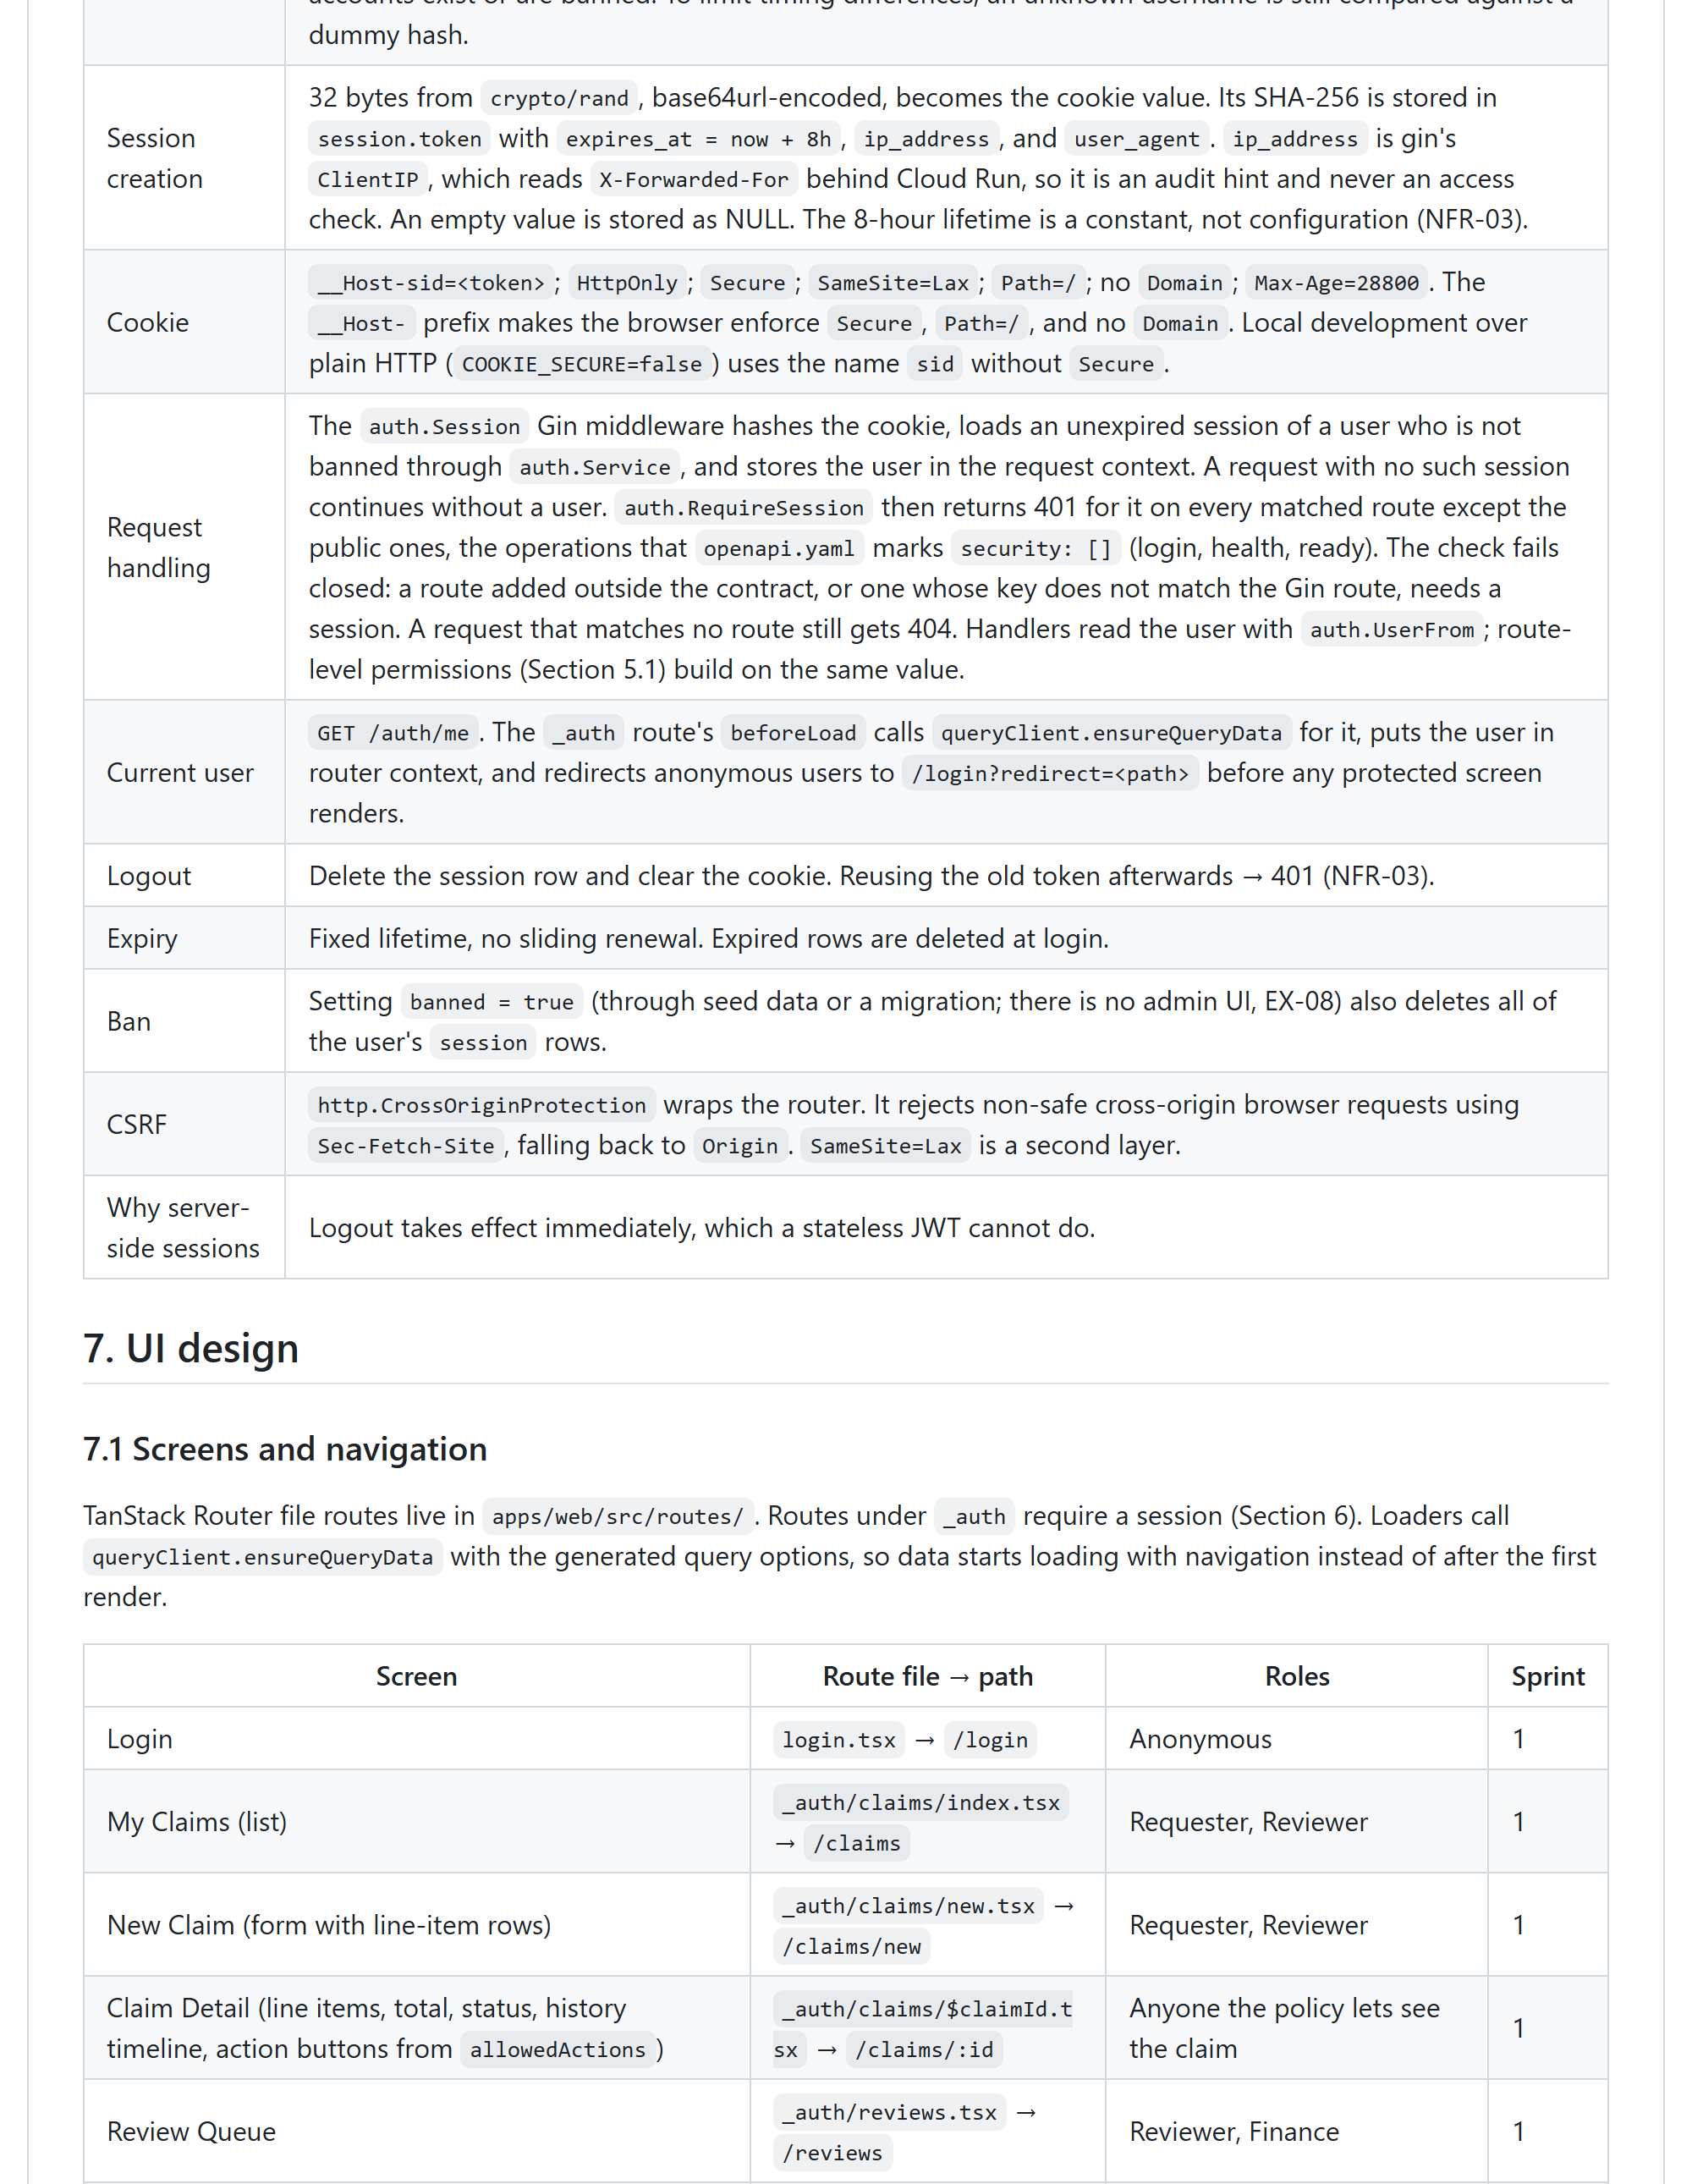 dummy hash.
Session
creation
32 bytes from crypto/rand, base64url-encoded, becomes the cookie value. Its SHA-256 is stored in
session.token with expires_at = now + 8h, ip_address, and user_agent. ip_address is gin's
ClientIP, which reads X-Forwarded-For behind Cloud Run, so it is an audit hint and never an access
check. An empty value is stored as NULL. The 8-hour lifetime is a constant, not configuration (NFR-03).
Cookie
__Host-sid=<token>; HttpOnly; Secure; SameSite=Lax; Path=/; no Domain; Max-Age=28800. The
__Host- prefix makes the browser enforce Secure, Path=/, and no Domain. Local development over
plain HTTP (COOKIE_SECURE=false) uses the name sid without Secure.
Request
handling
The auth.Session Gin middleware hashes the cookie, loads an unexpired session of a user who is not
banned through auth.Service, and stores the user in the request context. A request with no such session
continues without a user. auth.RequireSession then returns 401 for it on every matched route except the
public ones, the operations that openapi.yaml marks security: [] (login, health, ready). The check fails
closed: a route added outside the contract, or one whose key does not match the Gin route, needs a
session. A request that matches no route still gets 404. Handlers read the user with auth.UserFrom; route-
level permissions (Section 5.1) build on the same value.
Current user
GET /auth/me. The _auth route's beforeLoad calls queryClient.ensureQueryData for it, puts the user in
router context, and redirects anonymous users to /login?redirect=<path> before any protected screen
renders.
Logout
Delete the session row and clear the cookie. Reusing the old token afterwards → 401 (NFR-03).
Expiry
Fixed lifetime, no sliding renewal. Expired rows are deleted at login.
Ban
Setting banned = true (through seed data or a migration; there is no admin UI, EX-08) also deletes all of
the user's session rows.
CSRF
http.CrossOriginProtection wraps the router. It rejects non-safe cross-origin browser requests using
Sec-Fetch-Site, falling back to Origin. SameSite=Lax is a second layer.
Why server-
side sessions
Logout takes effect immediately, which a stateless JWT cannot do.
7. UI design
7.1 Screens and navigation
TanStack Router file routes live in apps/web/src/routes/. Routes under _auth require a session (Section 6). Loaders call
queryClient.ensureQueryData with the generated query options, so data starts loading with navigation instead of after the first
render.
Screen
Route file → path
Roles
Sprint
Login
login.tsx → /login
Anonymous
1
My Claims (list)
_auth/claims/index.tsx
→ /claims
Requester, Reviewer
1
New Claim (form with line-item rows)
_auth/claims/new.tsx →
/claims/new
Requester, Reviewer
1
Claim Detail (line items, total, status, history
timeline, action buttons from allowedActions)
_auth/claims/$claimId.t
sx → /claims/:id
Anyone the policy lets see
the claim
1
Review Queue
_auth/reviews.tsx →
/reviews
Reviewer, Finance
1